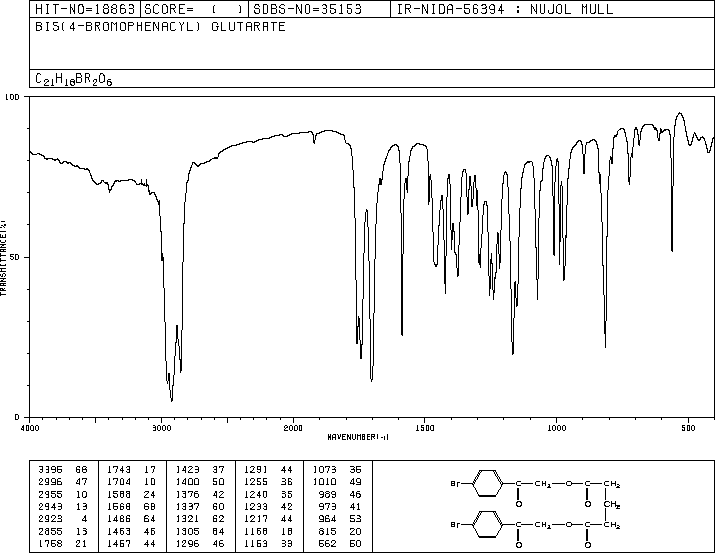 HIT-NO=18863 SCORE= ( ) SDBS-NO=35153 IR-NIDA-56394 : NUJOL MULL
BIS(4-BROMOPHENACYL) GLUTARATE
C21H18BR2O6
100
50
0
TRANSMITTANCE(%)
4000 3000 2000 1500 1000 500
WAVENUMBER(-1)
3395 66 1743 17 1423 37 1291 44 1073 35
2996 47 1704 10 1400 50 1255 36 1010 49
2955 10 1588 24 1376 42 1240 35 989 46
2943 13 1568 68 1337 60 1233 42 973 41
2923 4 1486 64 1321 62 1217 44 964 53
2855 13 1463 46 1305 64 1168 18 815 20
1758 21 1457 44 1296 46 1153 33 562 50
Br C CH2 O C CH2
O O
CH2
Br C CH2 O C CH2
O O